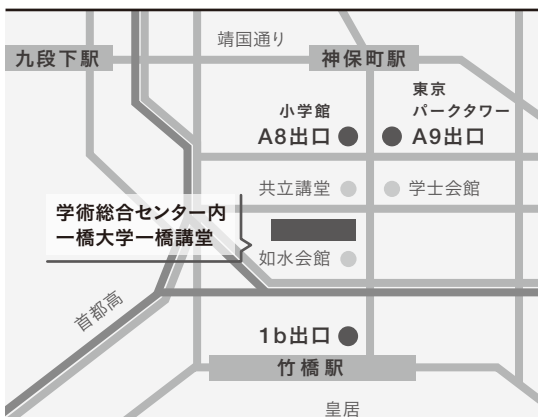 靖国通り
九段下駅
神保町駅
小学館
A8出口
東京
パークタワー
A9出口
共立講堂
学士会館
学術総合センター内
一橋大学一橋講堂
如水会館
首都高
1b出口
竹橋駅
皇居